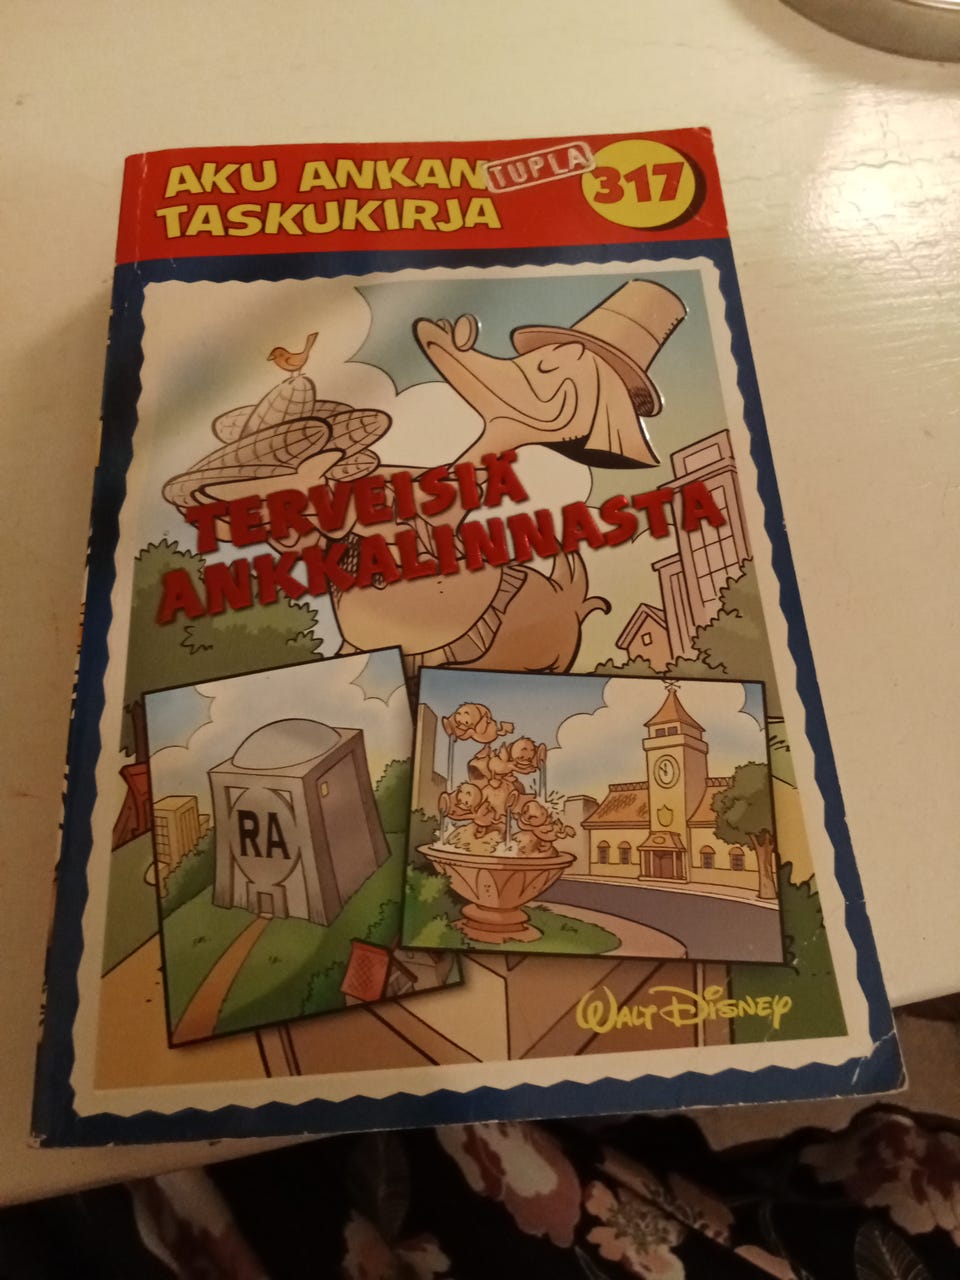 AKU ANKAN TUPLA 317
TASKUKIRJA
TERVEISIÄ
ANKKALINNASTA
RA
WALT DISNEY